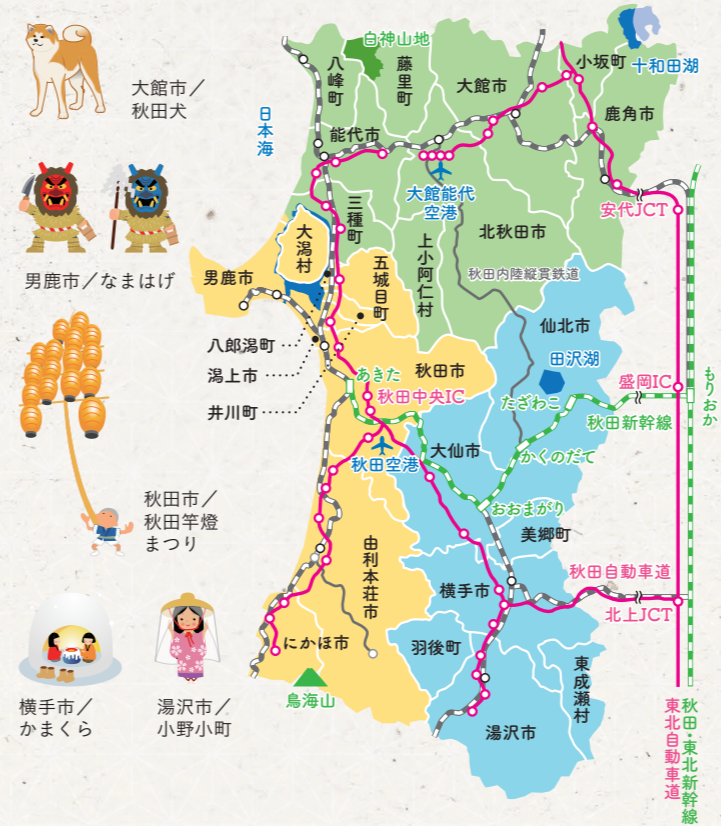 大館市／
秋田犬
男鹿市／なまはげ
秋田市／
秋田竿燈
まつり
横手市／
かまくら
湯沢市／
小野小町
日本海
白神山地
八峰町
藤里町
大館市
小坂町
十和田湖
鹿角市
能代市
大館能代
空港
安代JCT
三種町
北秋田市
上小阿仁村
秋田内陸縦貫鉄道
大潟村
五城目町
男鹿市
八郎潟町
潟上市
井川町
仙北市
田沢湖
秋田市
あきた
秋田中央IC
たざわこ
盛岡IC
もりおか
秋田新幹線
かくのだて
大仙市
秋田空港
おおまがり
美郷町
由利本荘市
横手市
秋田自動車道
北上JCT
にかほ市
羽後町
東成瀬村
鳥海山
湯沢市
東北自動車道
秋田・東北新幹線